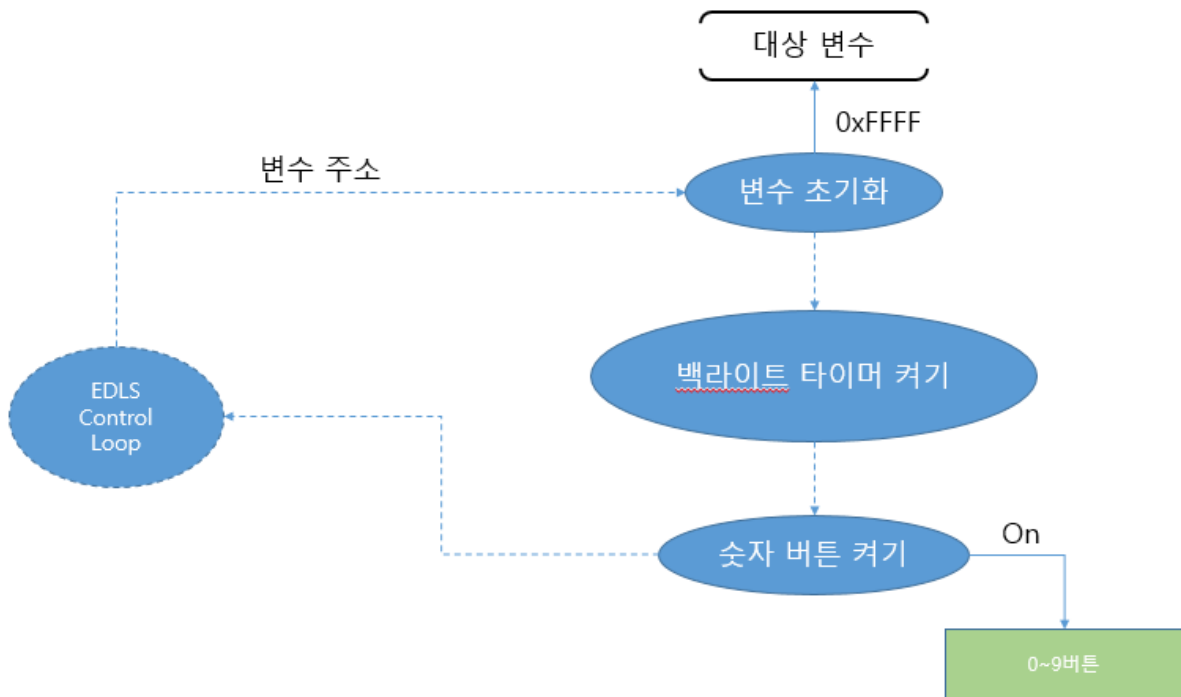 대상 변수
0xFFFF
변수 주소
변수 초기화
백라이트 타이머 켜기
EDLS
Control
Loop
숫자 버튼 켜기
On
0~9버튼